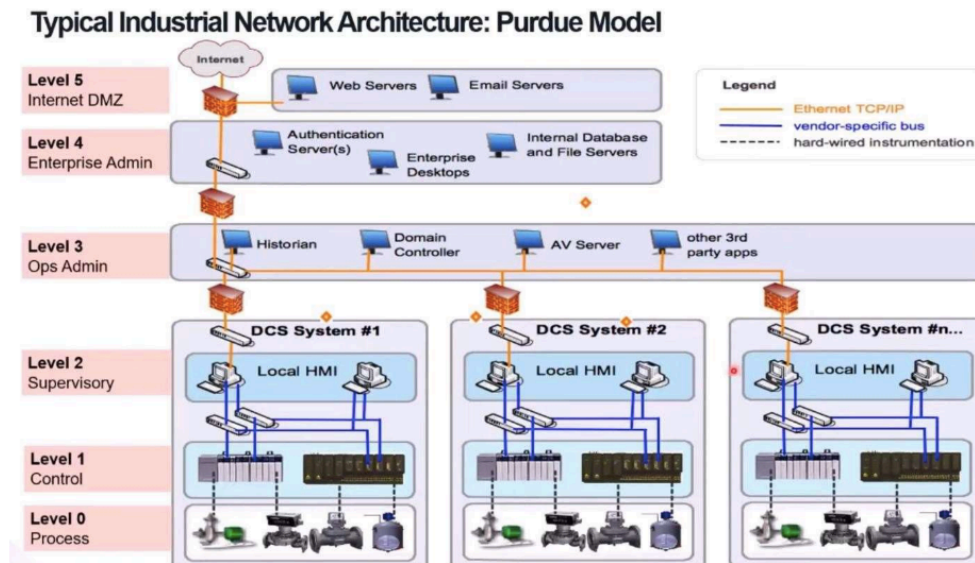 Typical Industrial Network Architecture: Purdue Model
Internet
Level 5
Internet DMZ
Web Servers
Email Servers
Legend
Ethernet TCP/IP
vendor-specific bus
hard-wired instrumentation
Level 4
Enterprise Admin
Authentication
Server(s)
Enterprise
Desktops
Internal Database
and File Servers
Level 3
Ops Admin
Historian
Domain
Controller
AV Server
other 3rd
party apps
DCS System #1
DCS System #2
DCS System #n...
Level 2
Supervisory
Local HMI
Local HMI
Local HMI
Level 1
Control
Level 0
Process